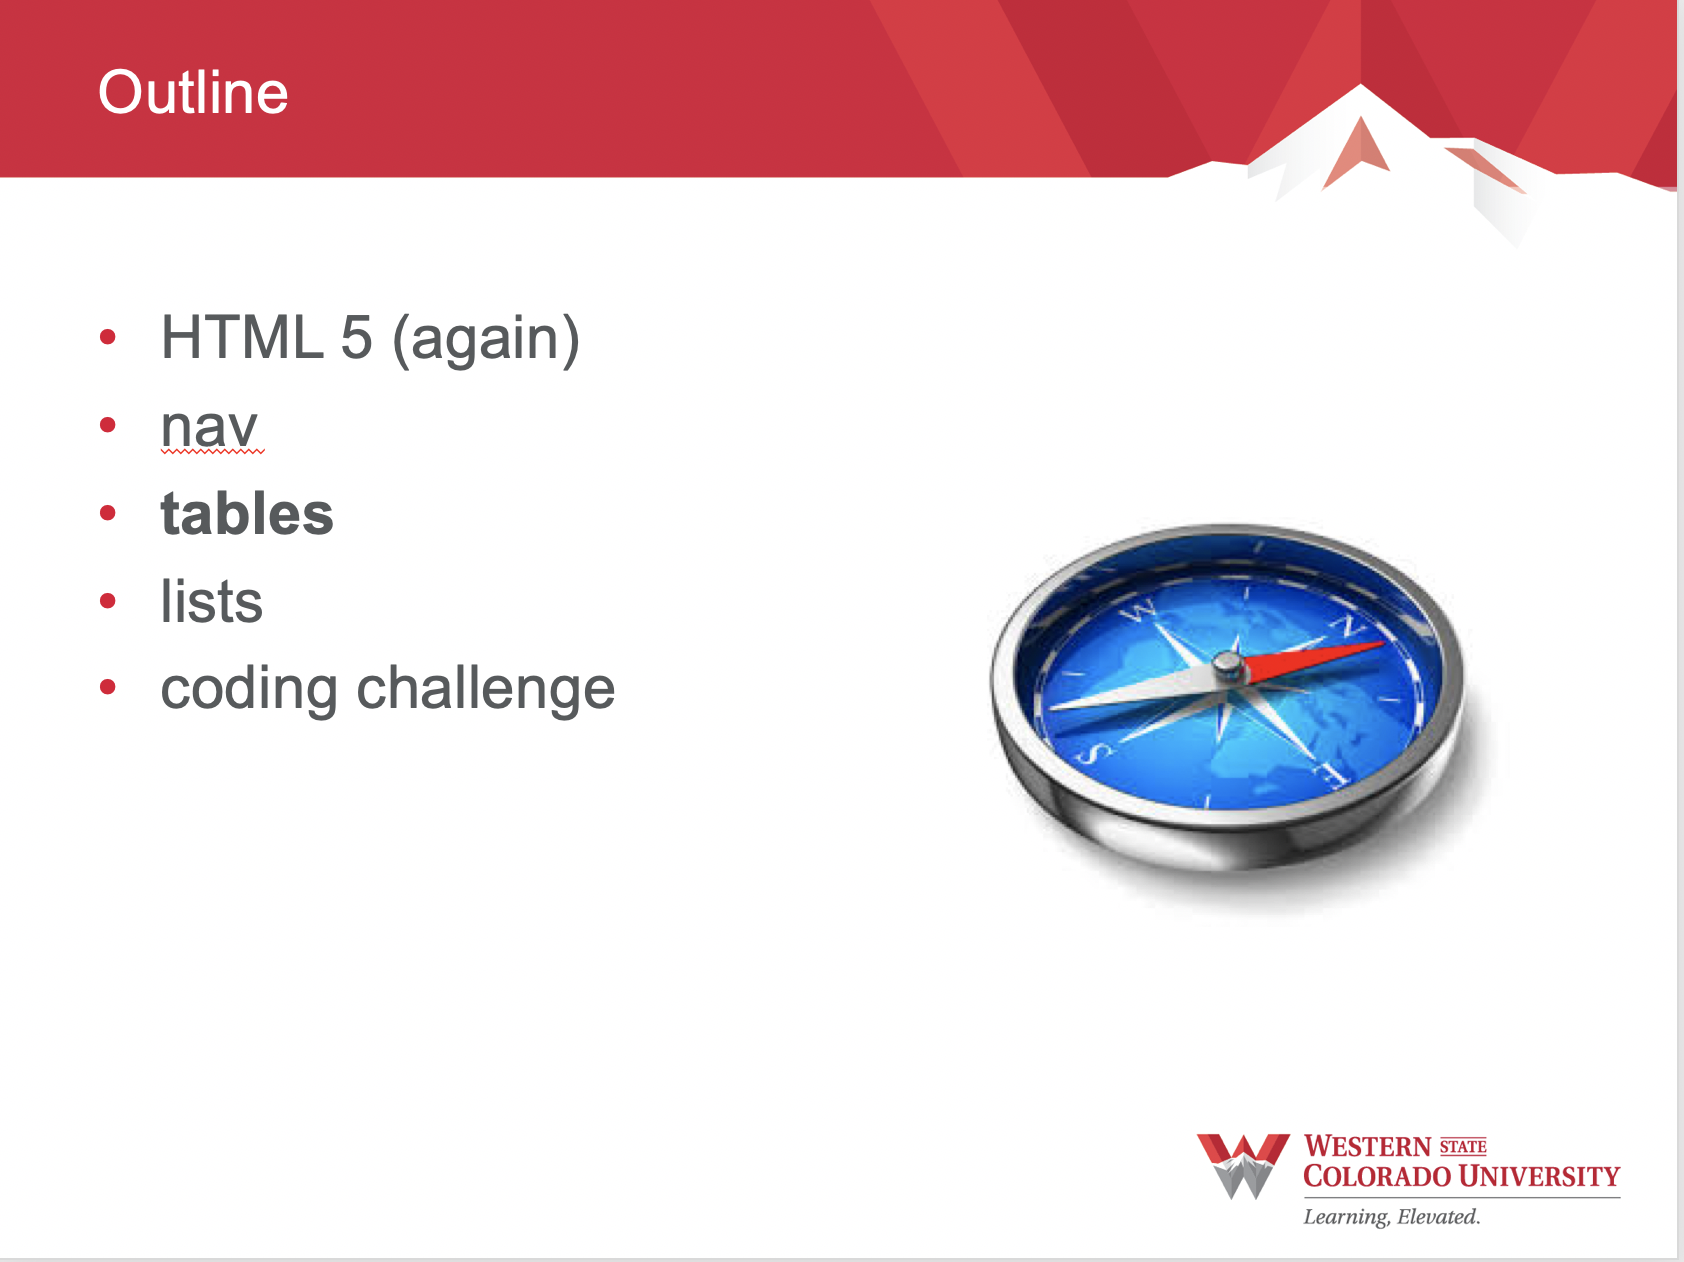 Outline
• HTML 5 (again)
• nav
• tables
• lists
• coding challenge
W
N
S
E
WESTERN STATE
COLORADO UNIVERSITY
Learning, Elevated.